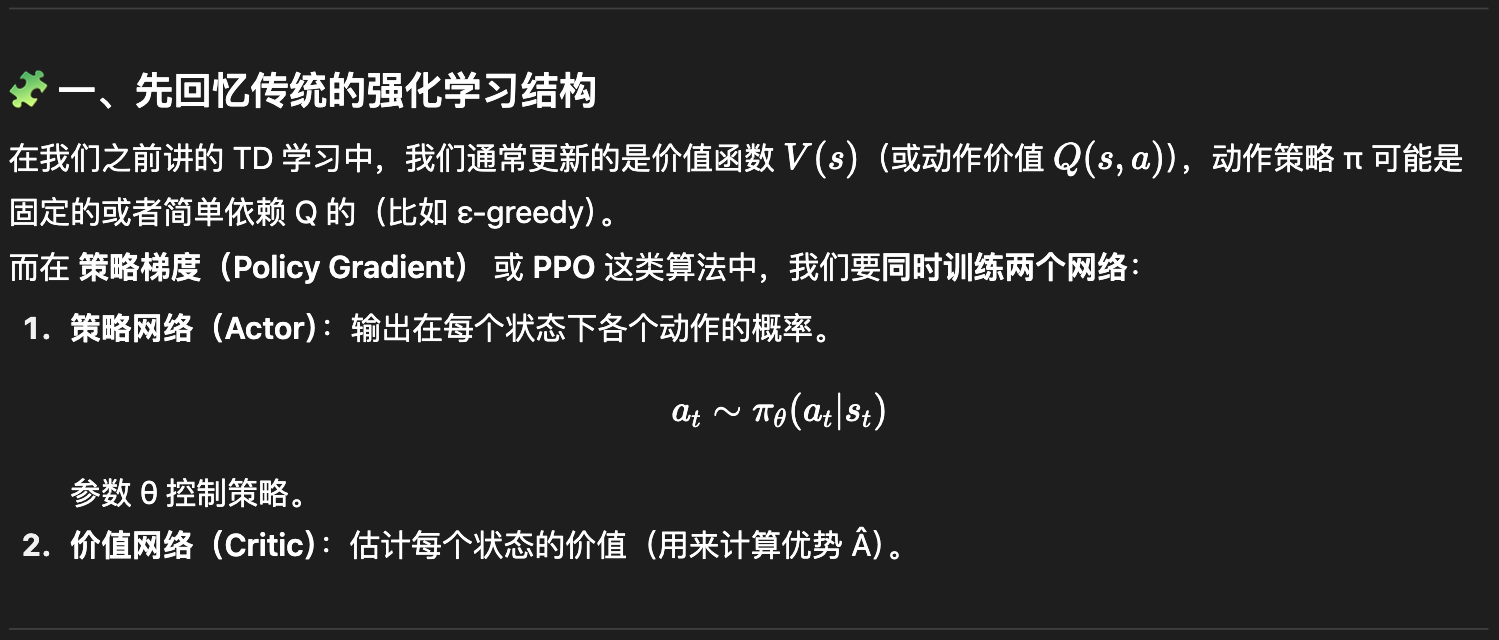 🧩 一、先回忆传统的强化学习结构
在我们之前讲的 TD 学习中，我们通常更新的是价值函数 V(s)（或动作价值 Q(s,a)），动作策略 π 可能是
固定的或者简单依赖 Q 的（比如 ε-greedy）。
而在 策略梯度（Policy Gradient） 或 PPO 这类算法中，我们要同时训练两个网络：
1. 策略网络（Actor）：输出在每个状态下各个动作的概率。
a_t ∼ π_θ(a_t|s_t)
参数 θ 控制策略。
2. 价值网络（Critic）：估计每个状态的价值（用来计算优势 Â）。